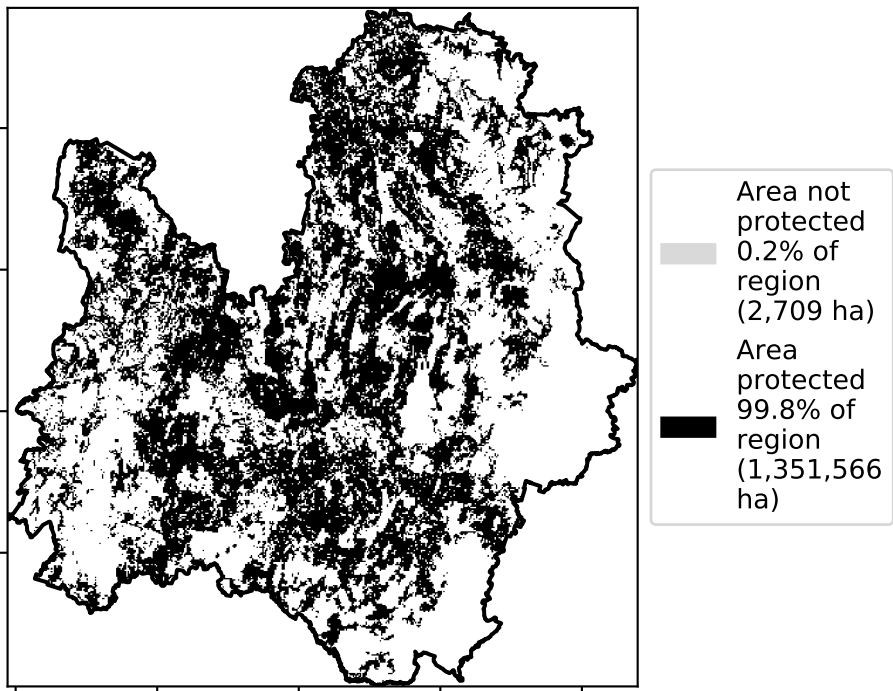 Area not
protected
0.2% of
region
(2,709 ha)
Area
protected
99.8% of
region
(1,351,566
ha)